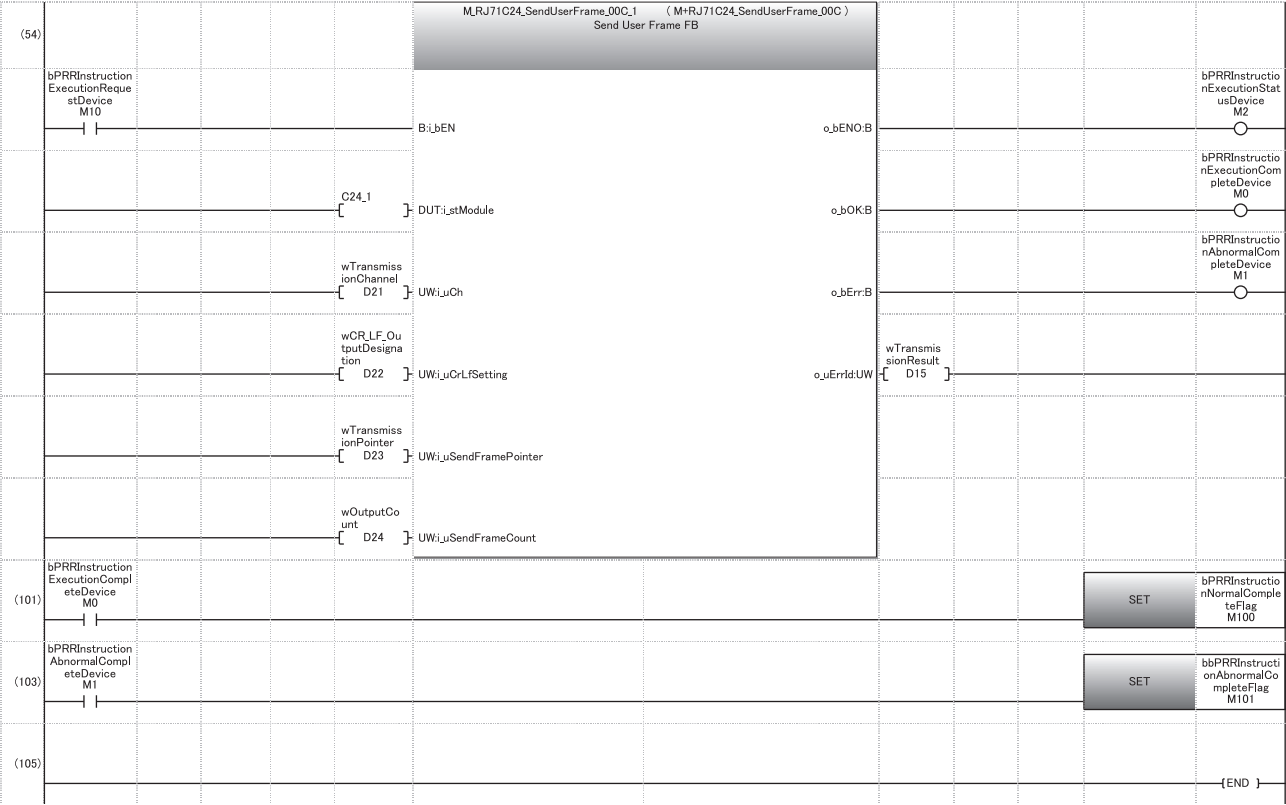 M_RJ71C24_SendUserFrame_00C_1 ( M+RJ71C24_SendUserFrame_00C )
Send User Frame FB
(54)
bPRRInstruction
ExecutionReque
stDevice
M10
B:i_bEN
o_bENO:B
bPRRInstructio
nExecutionStat
usDevice
M2
C24_1
DUT:i_stModule
o_bOK:B
bPRRInstructio
nExecutionCom
pleteDevice
M0
wTransmiss
ionChannel
D21
UW:i_uCh
o_bErr:B
bPRRInstructio
nAbnormalCom
pleteDevice
M1
wCR_LF_Ou
tputDesigna
tion
D22
UW:i_uCrLfSetting
o_uErrId:UW
wTransmis
sionResult
D15
wTransmiss
ionPointer
D23
UW:i_uSendFramePointer
wOutputCo
unt
D24
UW:i_uSendFrameCount
(101)
bPRRInstruction
ExecutionCompl
eteDevice
M0
SET
bPRRInstructio
nNormalComple
teFlag
M100
(103)
bPRRInstruction
AbnormalCompl
eteDevice
M1
SET
bbPRRInstructi
onAbnormalCo
mpleteFlag
M101
(105)
END